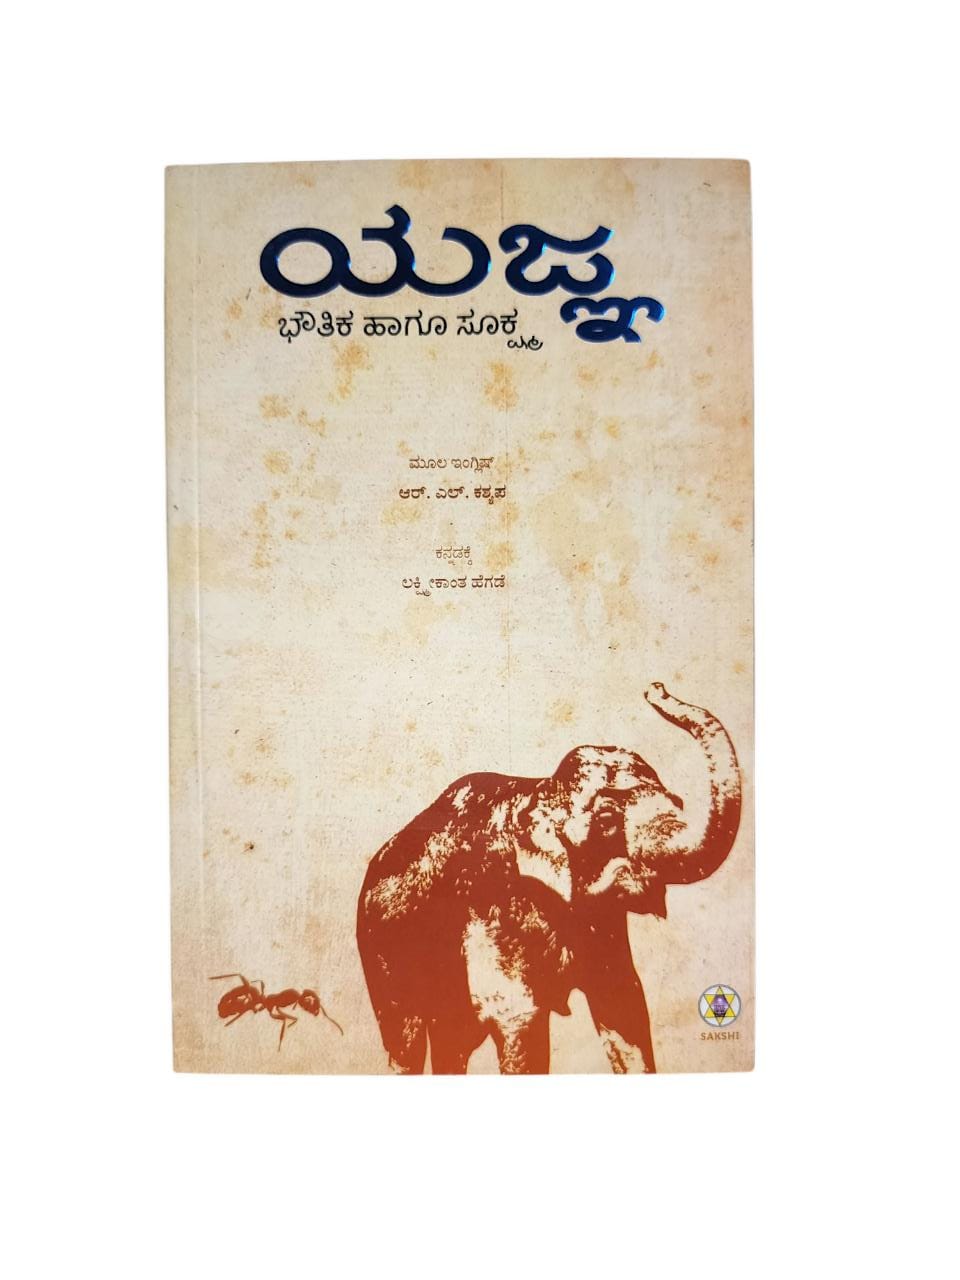 ಯಜ್ಞ
ಭೌತಿಕ ಹಾಗೂ ಸೂಕ್ಷ್ಮ
ಮೂಲ ಇಂಗ್ಲಿಷ್
ಆರ್. ಎಲ್. ಕಶ್ಯಪ
ಕನ್ನಡಕ್ಕೆ
ಲಕ್ಷ್ಮೀಕಾಂತ ಹೆಗಡೆ
SAKSHI